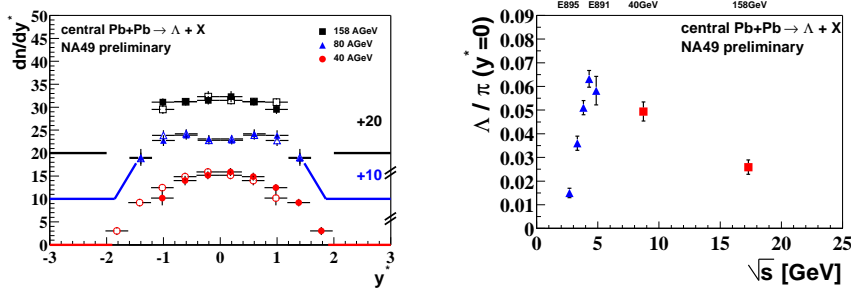 dn/dy*
50
45
40
35
30
25
20
15
10
5
0
central Pb+Pb → Λ + X
NA49 preliminary
158 AGeV
80 AGeV
40 AGeV
+20
+10
-3 -2 -1 0 1 2 3
y*
E895 E891 40GeV 158GeV
Λ / π (y* =0)
0.09
0.08
0.07
0.06
0.05
0.04
0.03
0.02
0.01
0
central Pb+Pb → Λ + X
NA49 preliminary
0 5 10 15 20 25
√s [GeV]